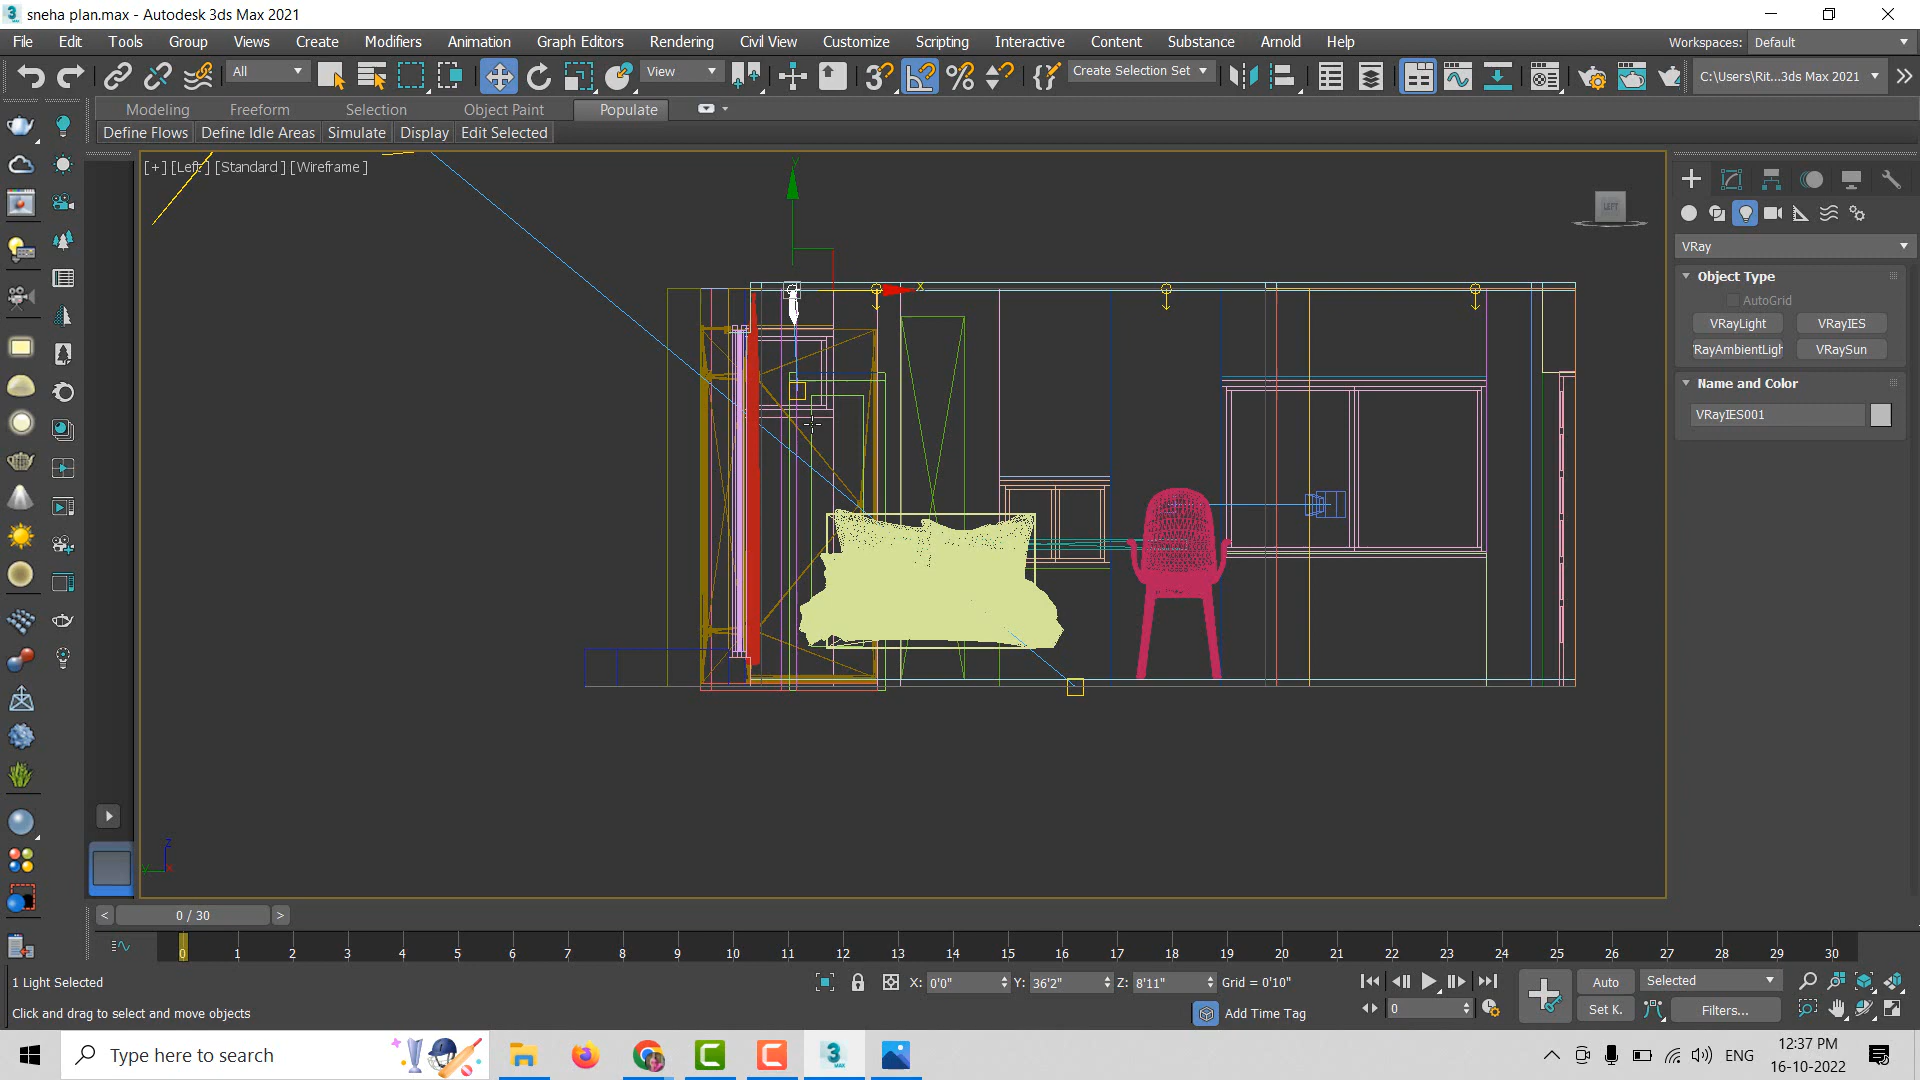 sneha plan.max - Autodesk 3ds Max 2021
File Edit Tools Group Views Create Modifiers Animation Graph Editors Rendering Civil View Customize Scripting Interactive Content Substance Arnold Help Workspaces: Default
All View Create Selection Set C:\Users\Rit...3ds Max 2021
Modeling Freeform Selection Object Paint Populate
Define Flows Define Idle Areas Simulate Display Edit Selected
[+] [Left ] [Standard ] [Wireframe ]
LEFT
Y
X
VRay
Object Type
AutoGrid
VRayLight VRayIES
'RayAmbientLigh VRaySun
Name and Color
VRayIES001
z
y x
< 0 / 30 >
0 1 2 3 4 5 6 7 8 9 10 11 12 13 14 15 16 17 18 19 20 21 22 23 24 25 26 27 28 29 30
1 Light Selected X: 0'0" Y: 36'2" Z: 8'11" Grid = 0'10" Auto Selected
Click and drag to select and move objects Add Time Tag 0 Set K. Filters...
Type here to search
ENG
12:37 PM
16-10-2022